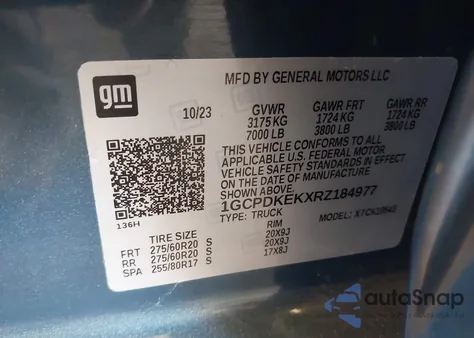 gm
MFD BY GENERAL MOTORS LLC
10/23 GVWR GAWR FRT GAWR RR
3175 KG 1724 KG 1724 KG
7000 LB 3800 LB 3800 LB
THIS VEHICLE CONFORMS TO ALL
APPLICABLE U.S. FEDERAL MOTOR
VEHICLE SAFETY STANDARDS IN EFFECT
ON THE DATE OF MANUFACTURE
1GCPDKEKXRZ184977
TYPE: TRUCK MODEL:
136H
TIRE SIZE RIM
FRT 275/60R20 S 20X9J
RR 275/60R20 S 20X9J
SPA 255/80R17 S 17X8J
autoSnap